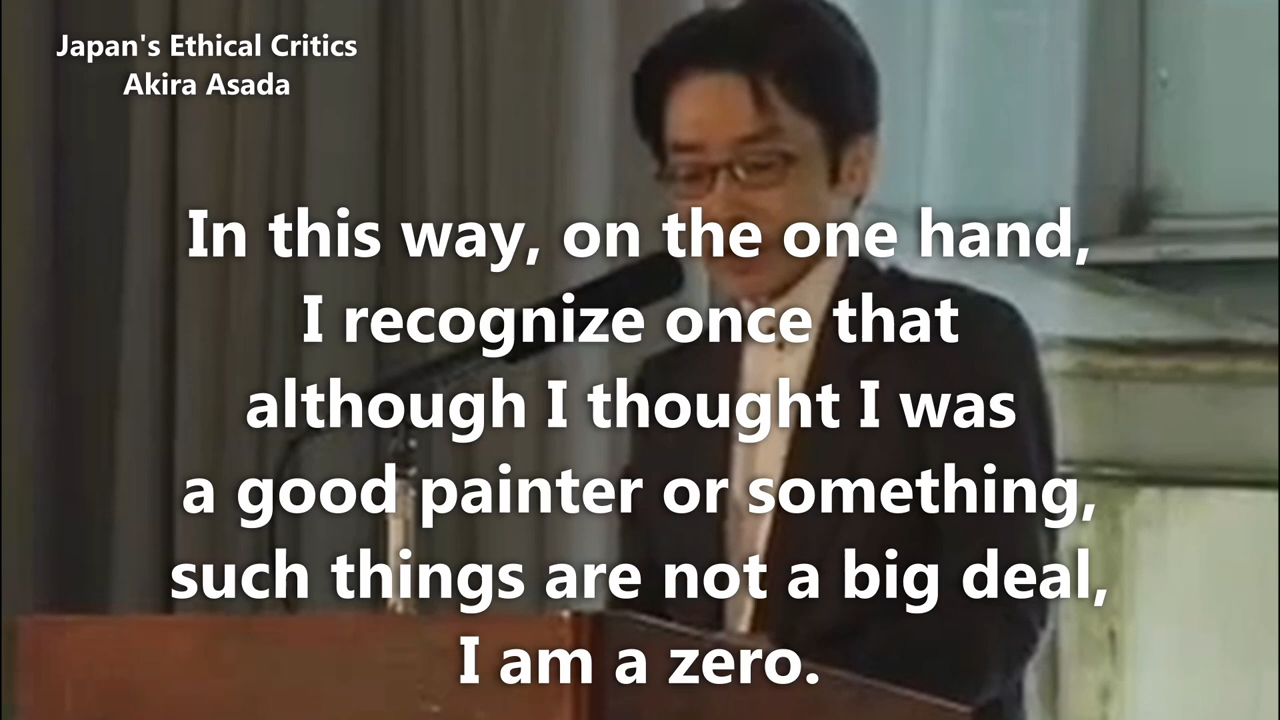 Japan's Ethical Critics
Akira Asada
In this way, on the one hand,
I recognize once that
although I thought I was
a good painter or something,
such things are not a big deal,
I am a zero.